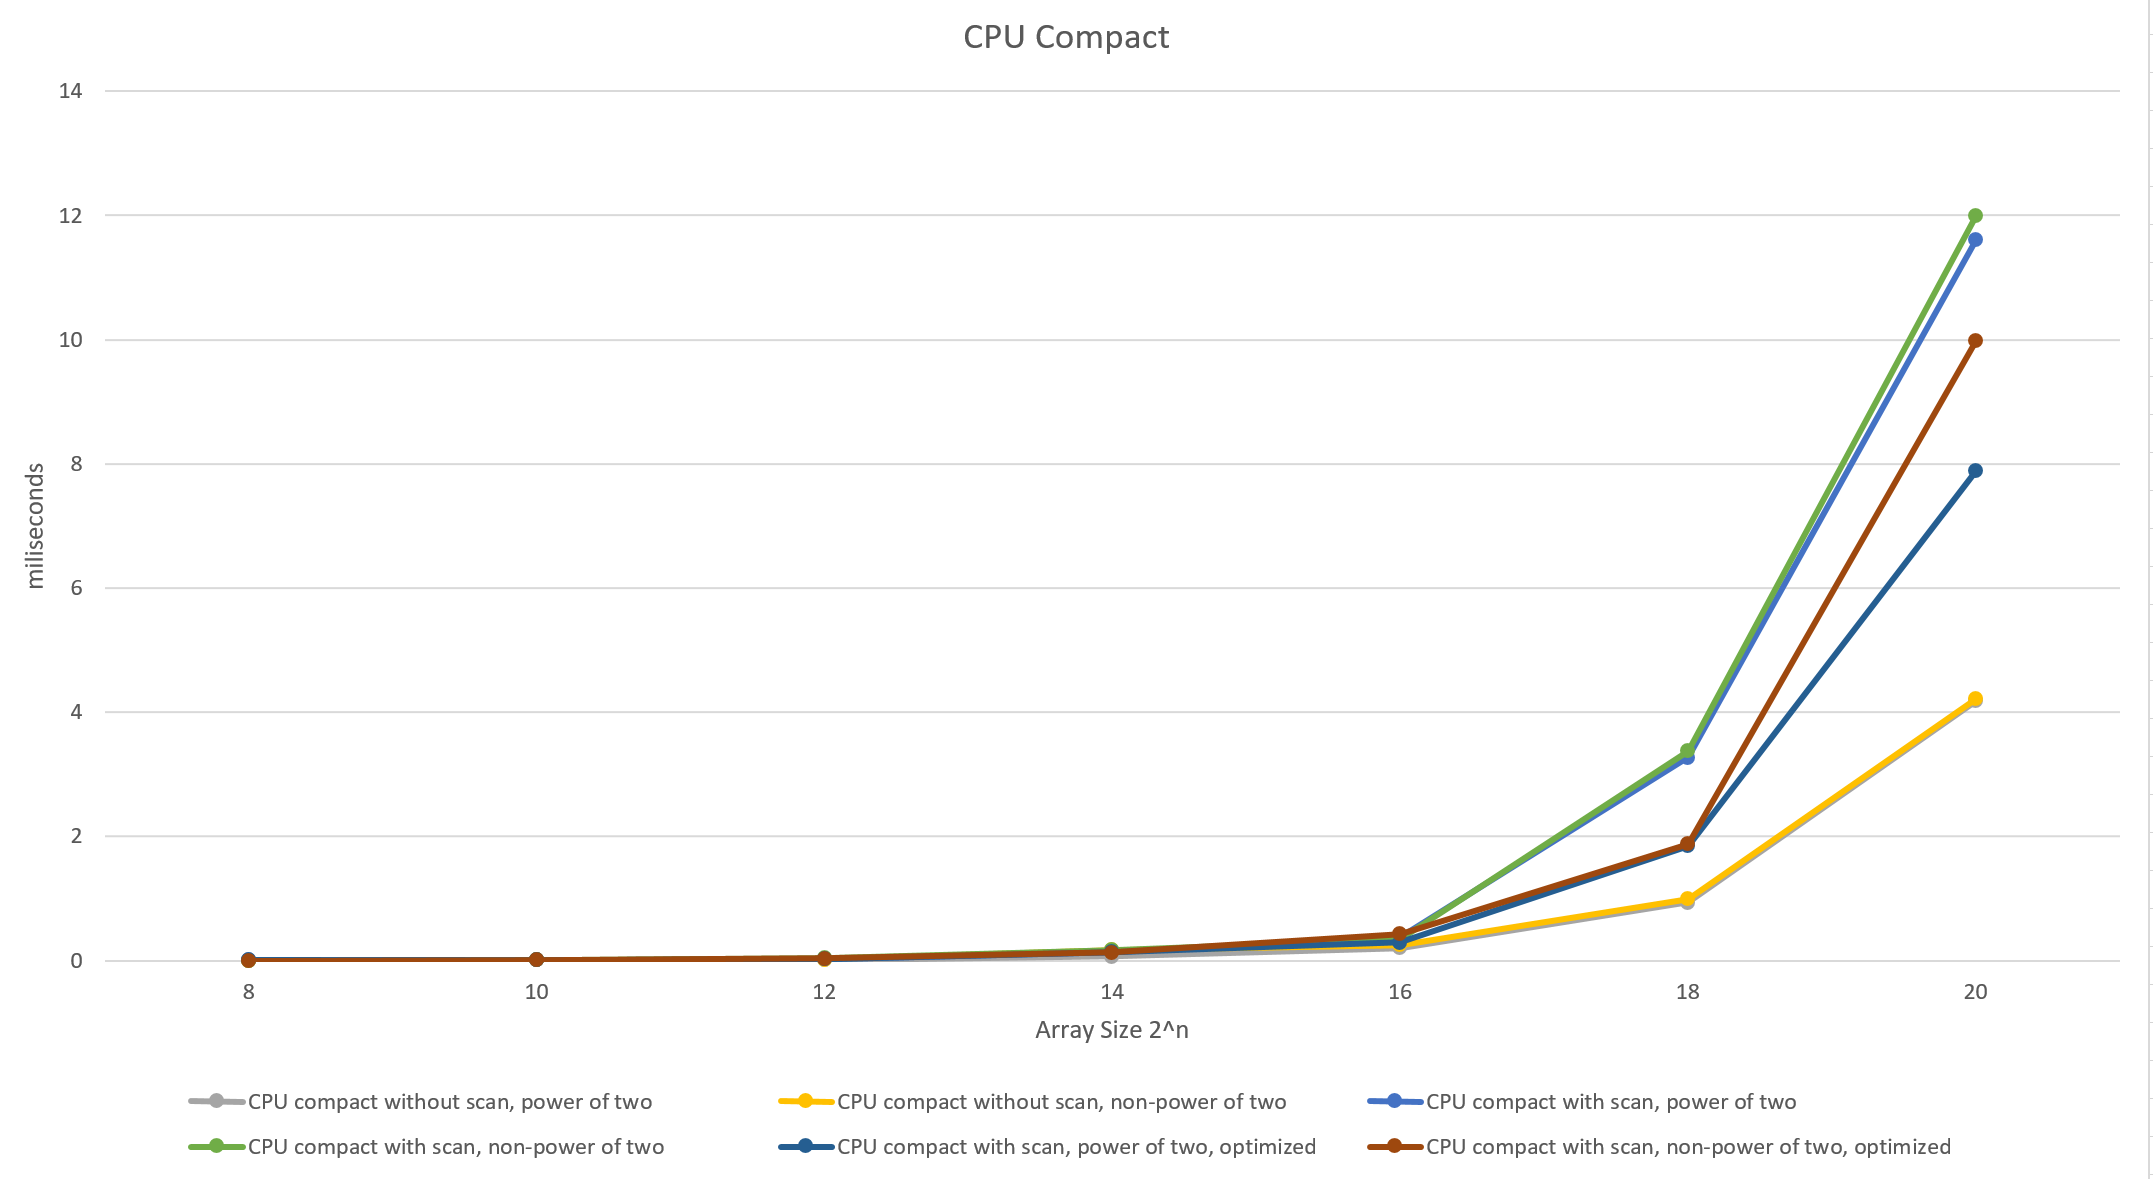 CPU Compact
14
12
10
8
6
4
2
0
miliseconds
8 10 12 14 16 18 20
Array Size 2^n
CPU compact without scan, power of two
CPU compact without scan, non-power of two
CPU compact with scan, power of two
CPU compact with scan, non-power of two
CPU compact with scan, power of two, optimized
CPU compact with scan, non-power of two, optimized